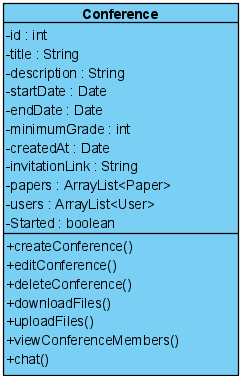 Conference
-id : int
-title : String
-description : String
-startDate : Date
-endDate : Date
-minimumGrade : int
-createdAt : Date
-invitationLink : String
-papers : ArrayList<Paper>
-users : ArrayList<User>
-Started : boolean
+createConference()
+editConference()
+deleteConference()
+downloadFiles()
+uploadFiles()
+viewConferenceMembers()
+chat()